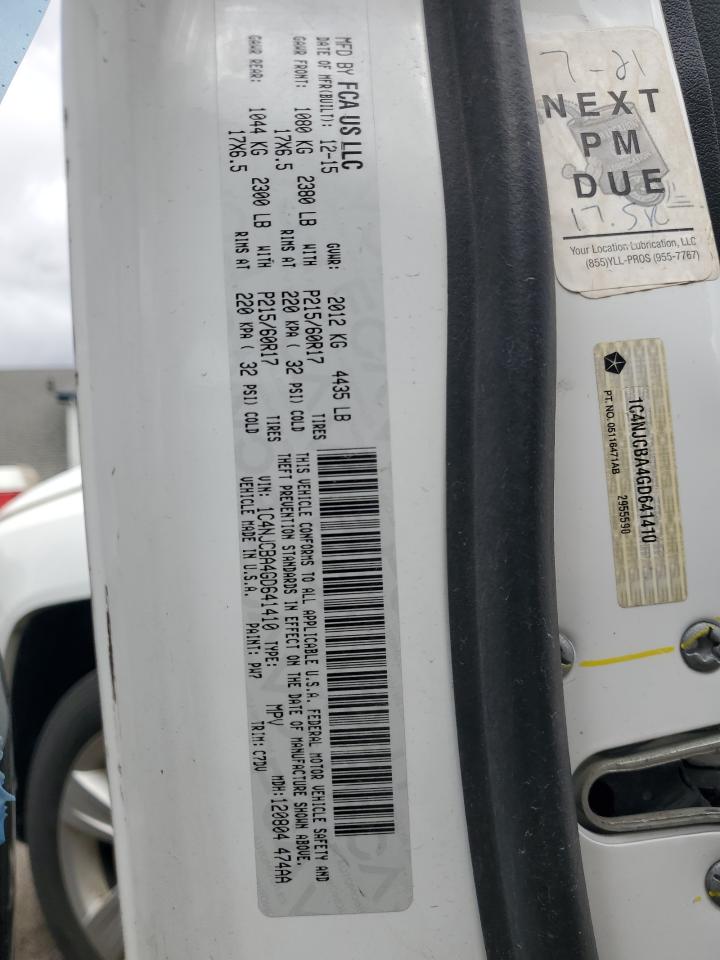 MFD BY FCA US LLC
DATE OF MFR(BUILT): 12-15 GVWR: 2012 KG 4435 LB
GAWR FRONT: 1080 KG 2380 LB WITH P215/60R17 TIRES
17X6.5 RIMS AT 220 KPA ( 32 PSI) COLD
GAWR REAR: 1044 KG 2300 LB WITH P215/60R17 TIRES
17X6.5 RIMS AT 220 KPA ( 32 PSI) COLD
THIS VEHICLE CONFORMS TO ALL APPLICABLE U.S.A. FEDERAL MOTOR VEHICLE SAFETY AND
THEFT PREVENTION STANDARDS IN EFFECT ON THE DATE OF MANUFACTURE SHOWN ABOVE.
VIN: 1C4NJCBA4GD641410 TYPE: MPV MDH:120804 474AA
VEHICLE MADE IN U.S.A. PAINT: PW7 TRIM: C7DV
7-21
NEXT
PM
DUE
17.5K
Your Location Lubrication, LLC
(855)YLL-PROS (955-7767)
1C4NJCBA4GD641410
PT. NO. 05116471AB 2955590